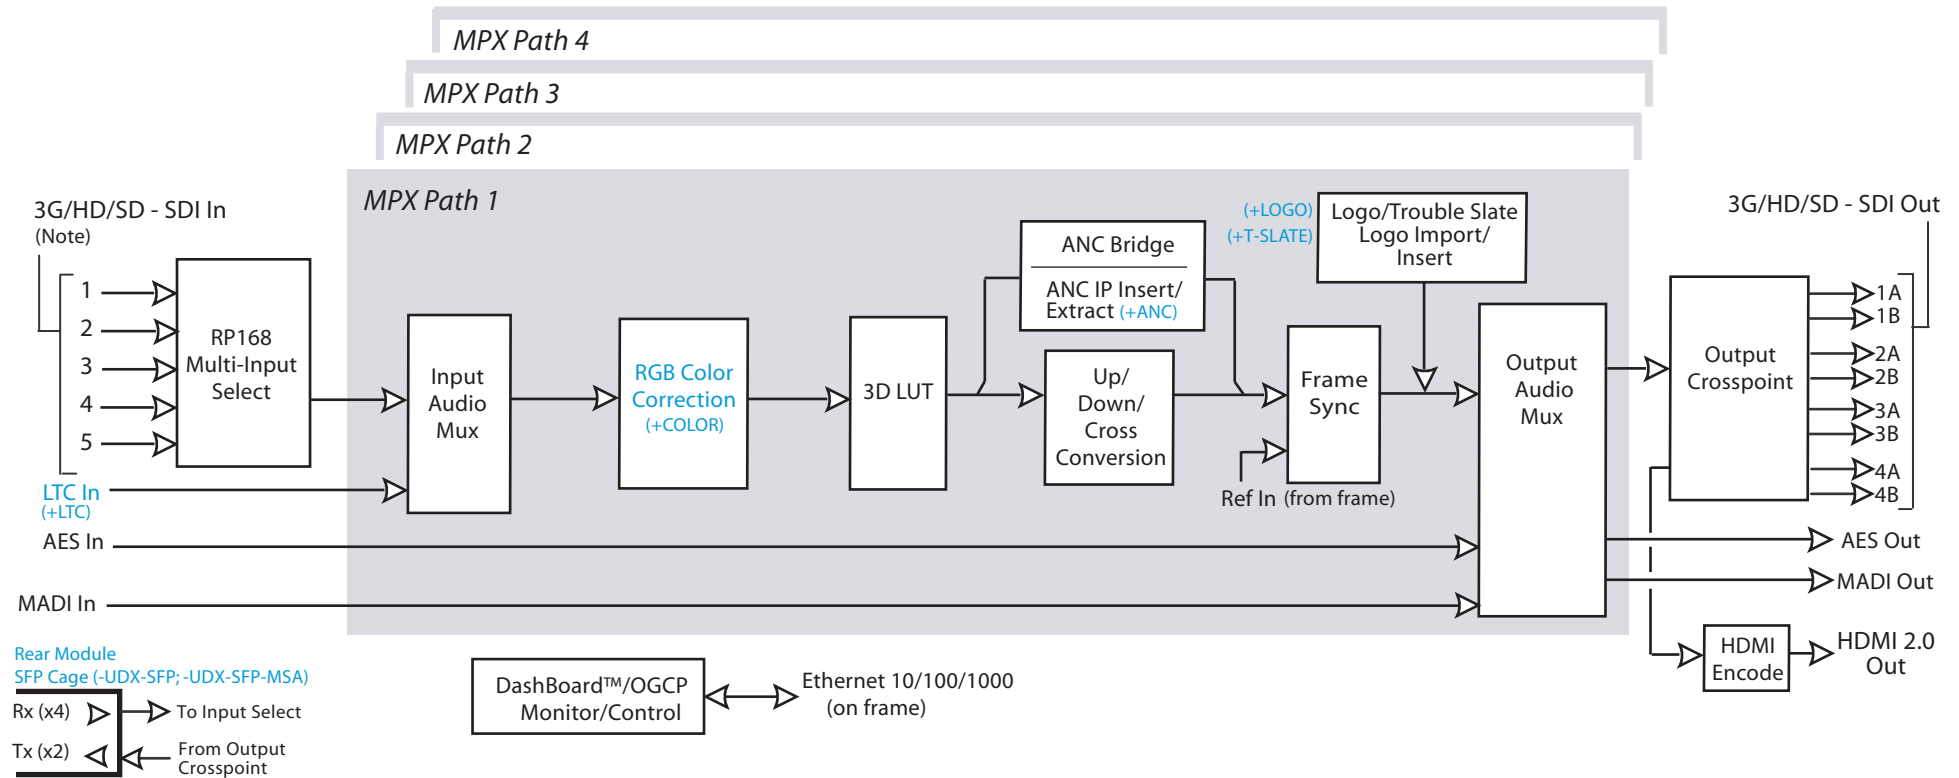 MPX Path 4
MPX Path 3
MPX Path 2
MPX Path 1
3G/HD/SD - SDI In
(Note)
1
2
3
4
5
RP168
Multi-Input
Select
LTC In
(+LTC)
AES In
MADI In
Input
Audio
Mux
RGB Color
Correction
(+COLOR)
3D LUT
ANC Bridge
ANC IP Insert/
Extract (+ANC)
Up/
Down/
Cross
Conversion
(+LOGO)
(+T-SLATE)
Logo/Trouble Slate
Logo Import/
Insert
Frame
Sync
Ref In (from frame)
Output
Audio
Mux
3G/HD/SD - SDI Out
Output
Crosspoint
1A
1B
2A
2B
3A
3B
4A
4B
AES Out
MADI Out
HDMI
Encode
HDMI 2.0
Out
Rear Module
SFP Cage (-UDX-SFP; -UDX-SFP-MSA)
Rx (x4)
To Input Select
Tx (x2)
From Output
Crosspoint
DashBoard™/OGCP
Monitor/Control
Ethernet 10/100/1000
(on frame)